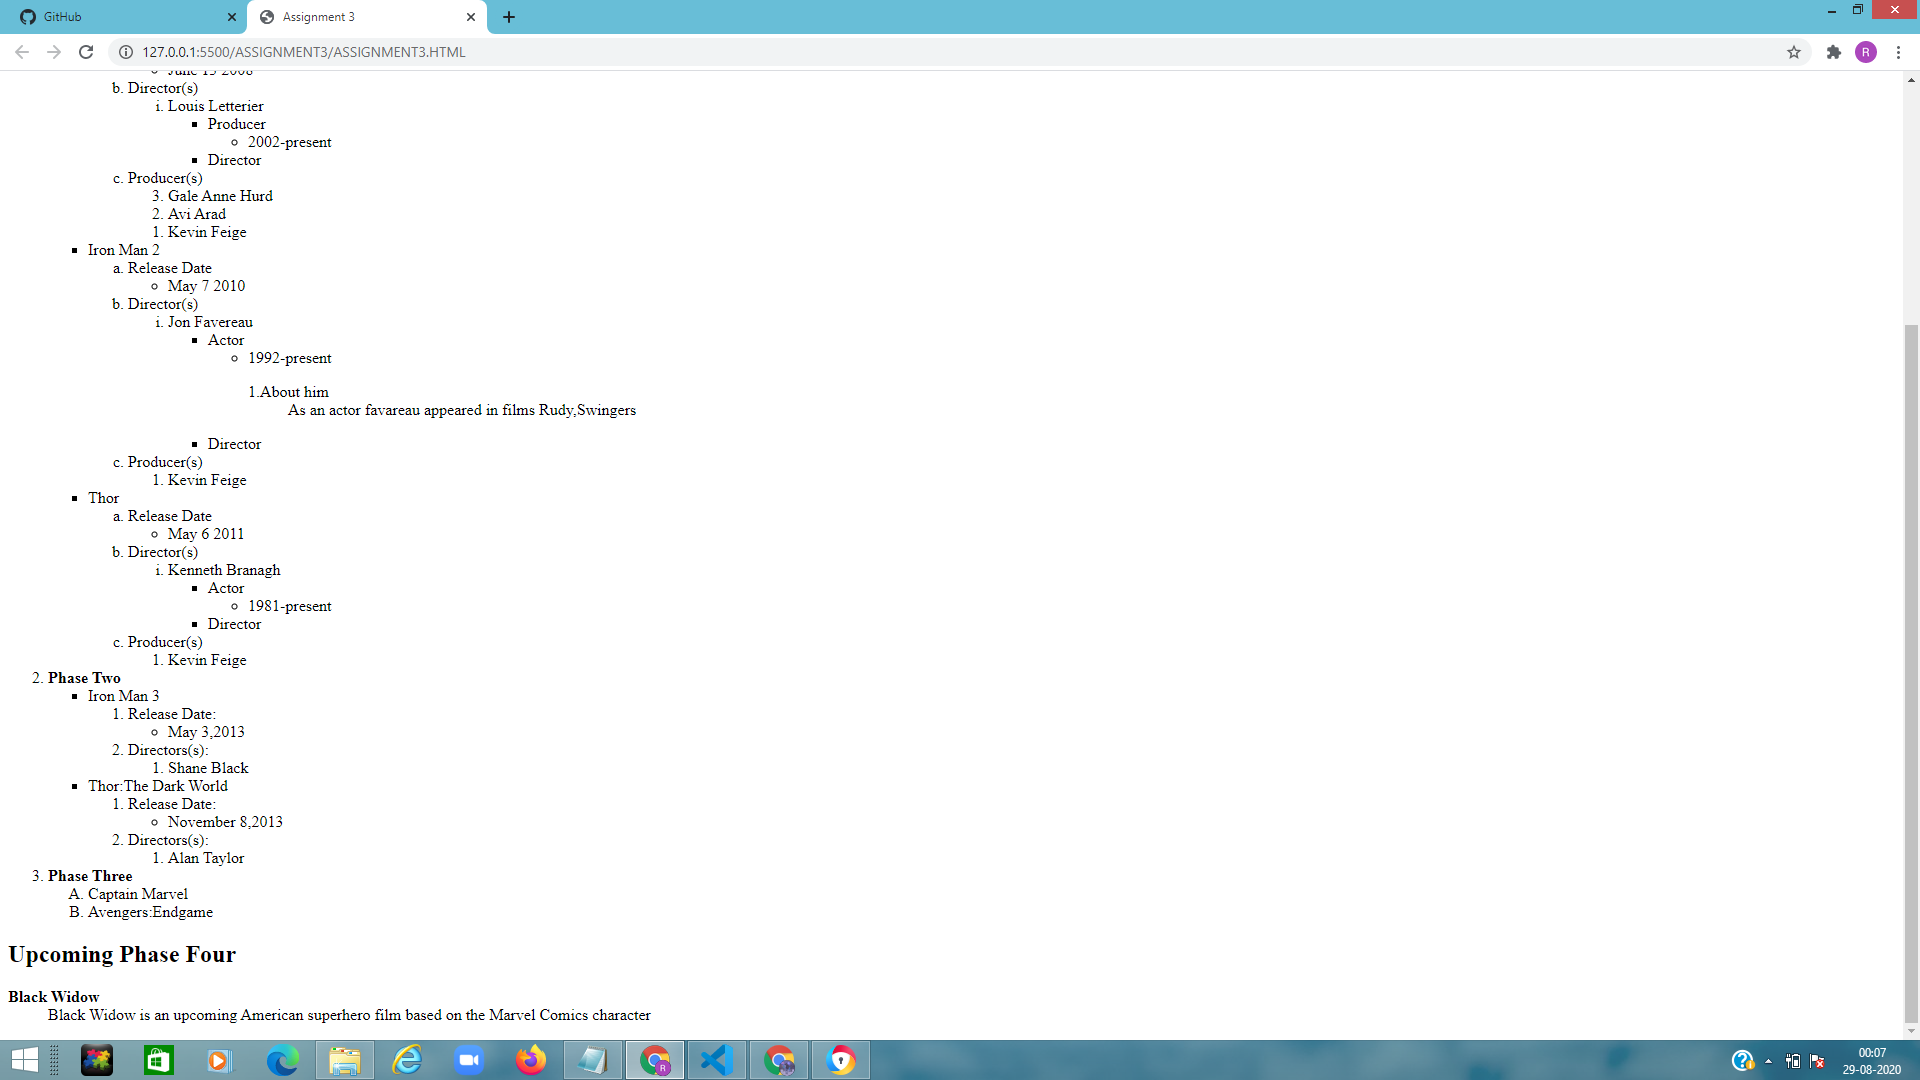 GitHub
Assignment 3
127.0.0.1:5500/ASSIGNMENT3/ASSIGNMENT3.HTML
R
June 13 2008
b. Director(s)
i. Louis Letterier
Producer
2002-present
Director
c. Producer(s)
3. Gale Anne Hurd
2. Avi Arad
1. Kevin Feige
Iron Man 2
a. Release Date
May 7 2010
b. Director(s)
i. Jon Favereau
Actor
1992-present
1.About him
As an actor favareau appeared in films Rudy,Swingers
Director
c. Producer(s)
1. Kevin Feige
Thor
a. Release Date
May 6 2011
b. Director(s)
i. Kenneth Branagh
Actor
1981-present
Director
c. Producer(s)
1. Kevin Feige
2. Phase Two
Iron Man 3
1. Release Date:
May 3,2013
2. Directors(s):
1. Shane Black
Thor:The Dark World
1. Release Date:
November 8,2013
2. Directors(s):
1. Alan Taylor
3. Phase Three
A. Captain Marvel
B. Avengers:Endgame
Upcoming Phase Four
Black Widow
Black Widow is an upcoming American superhero film based on the Marvel Comics character
R
00:07
29-08-2020